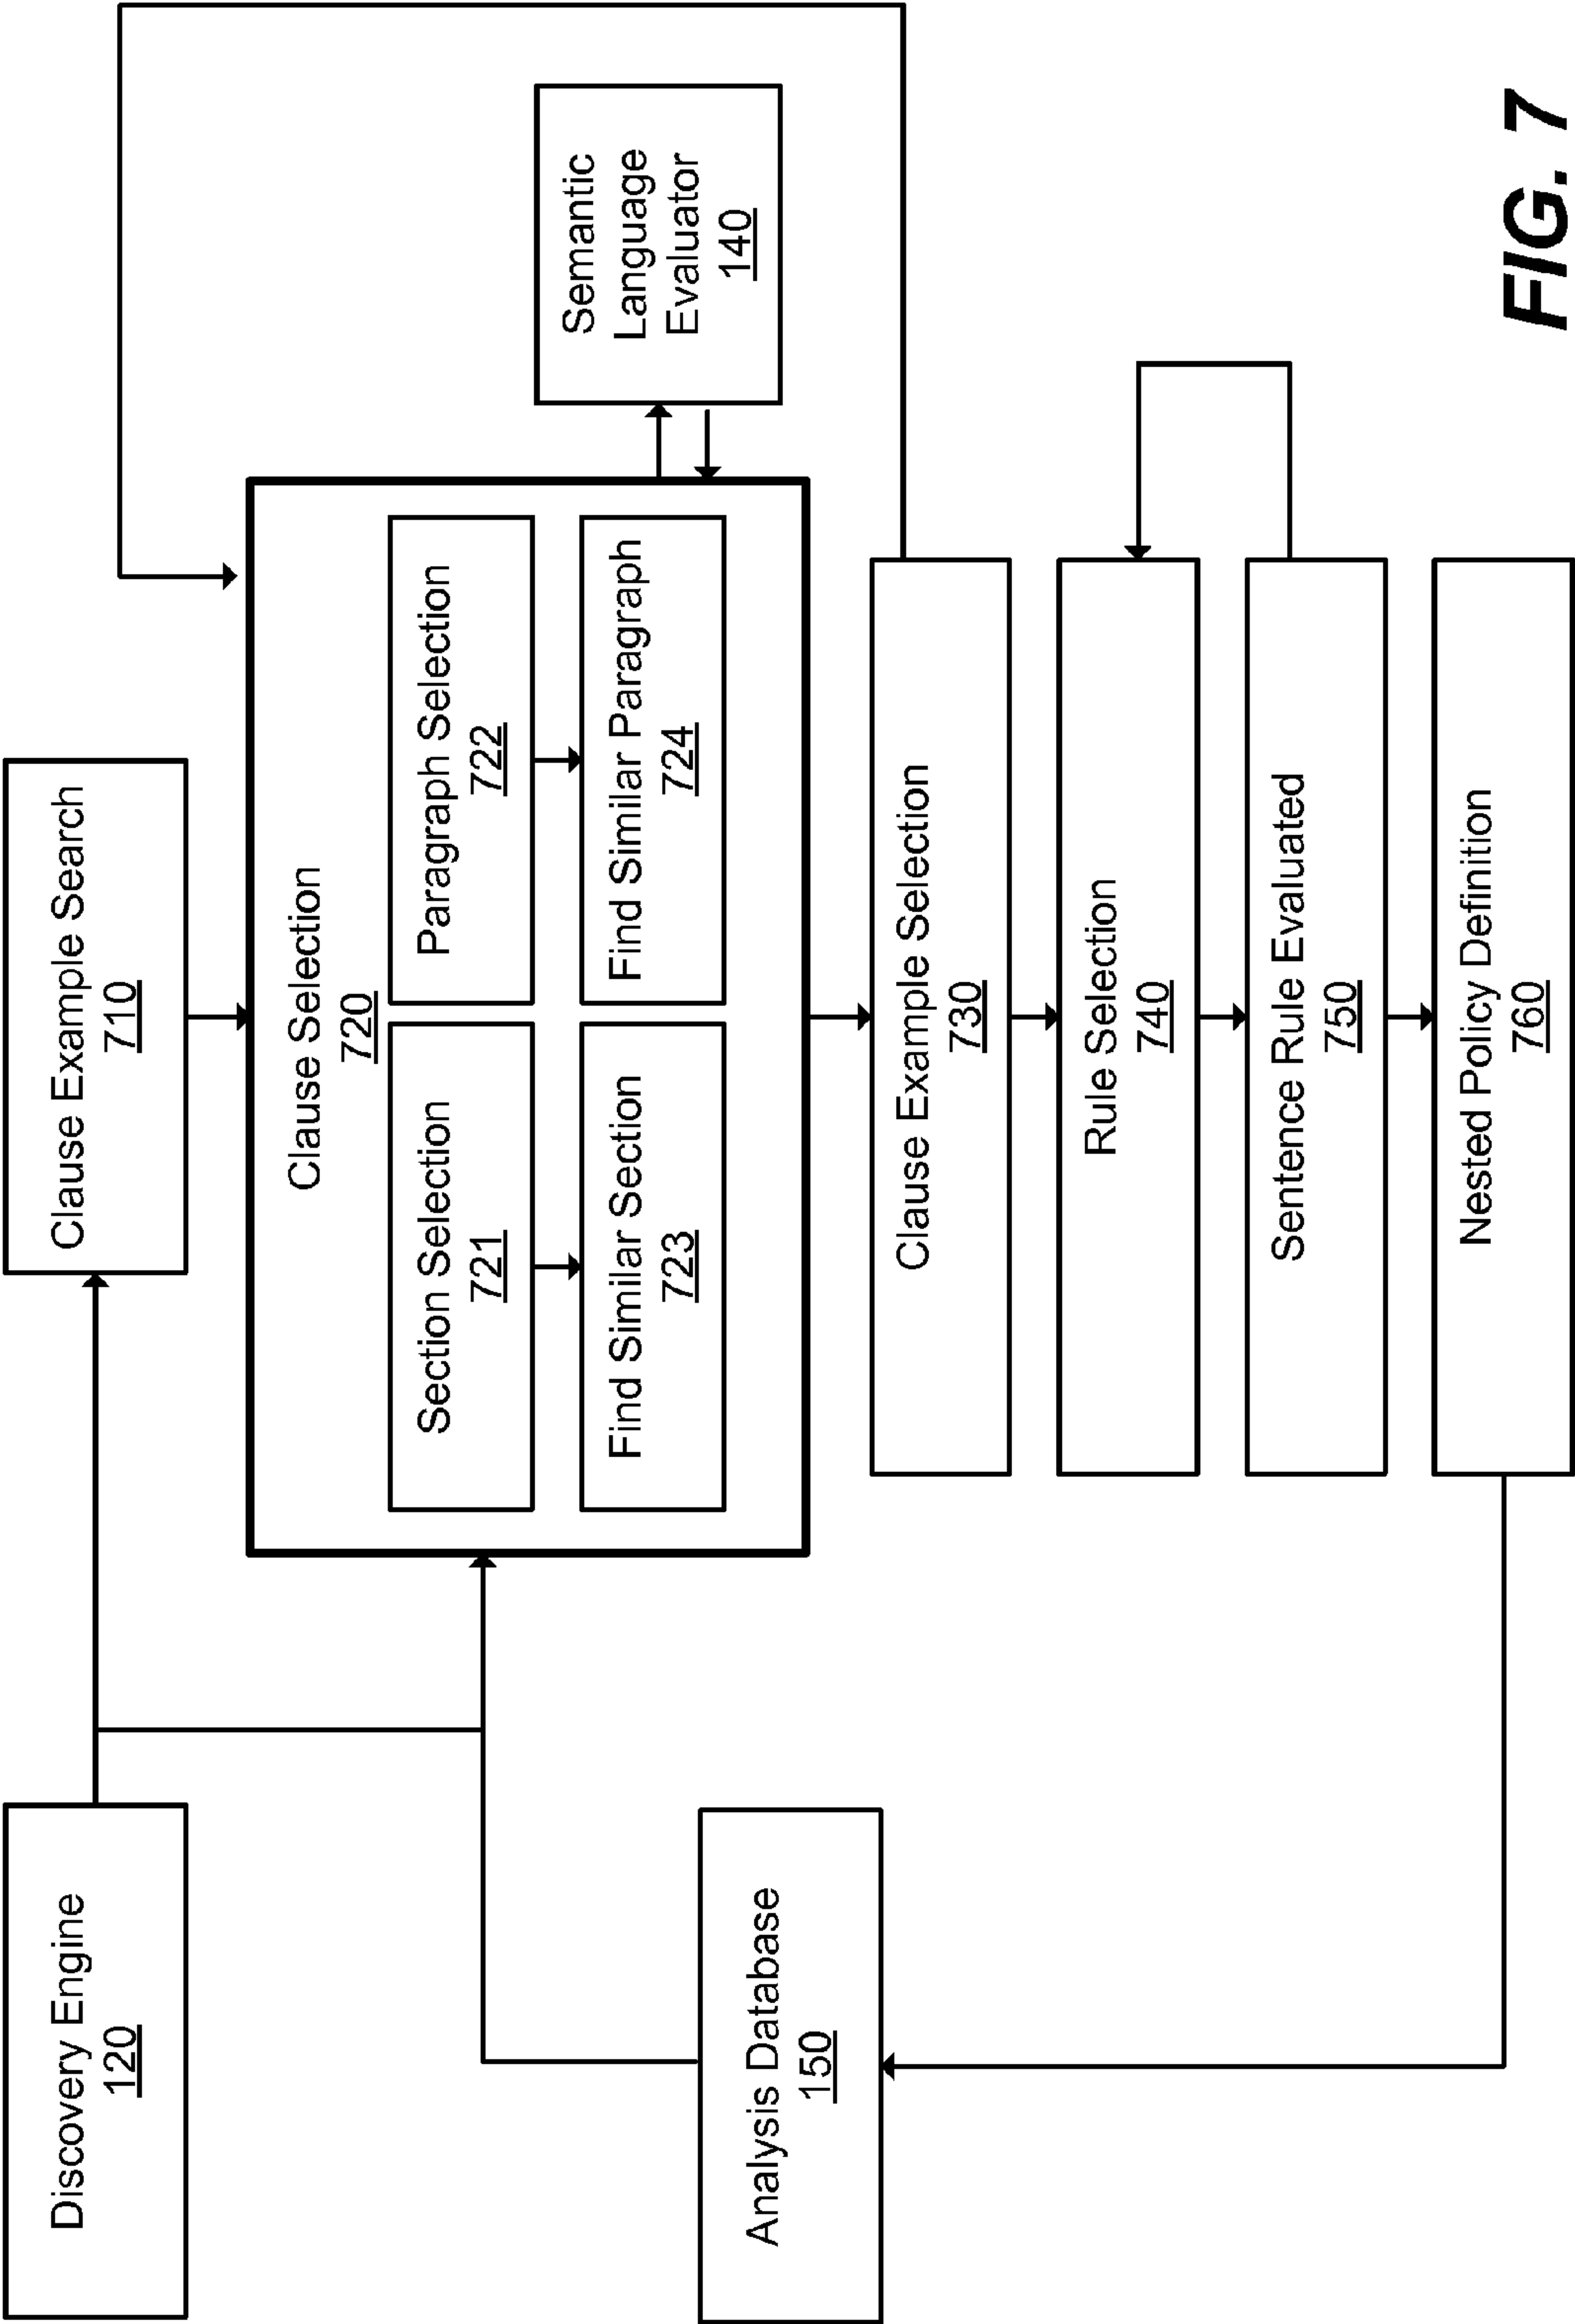 Discovery Engine
120
Clause Example Search
710
Clause Selection
720
Section Selection
721
Paragraph Selection
722
Find Similar Section
723
Find Similar Paragraph
724
Semantic
Language
Evaluator
140
Analysis Database
150
Clause Example Selection
730
Rule Selection
740
Sentence Rule Evaluated
750
Nested Policy Definition
760
FIG. 7